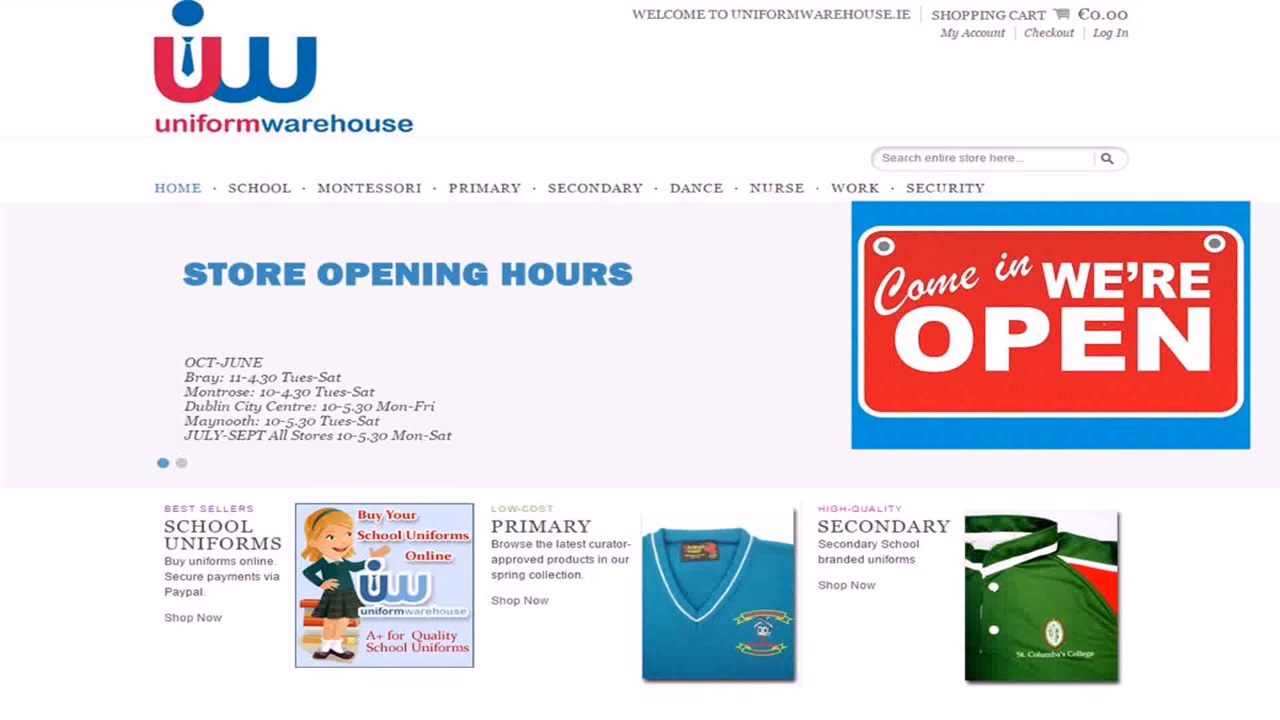 WELCOME TO UNIFORMWAREHOUSE.IE
SHOPPING CART €0.00
My Account Checkout Log In
uniformwarehouse
Search entire store here...
HOME · SCHOOL · MONTESSORI · PRIMARY · SECONDARY · DANCE · NURSE · WORK · SECURITY
STORE OPENING HOURS
OCT-JUNE
Bray: 11-4.30 Tues-Sat
Montrose: 10-4.30 Tues-Sat
Dublin City Centre: 10-5.30 Mon-Fri
Maynooth: 10-5.30 Tues-Sat
JULY-SEPT All Stores 10-5.30 Mon-Sat
Come in WE'RE
OPEN
BEST SELLERS
SCHOOL
UNIFORMS
Buy uniforms online.
Secure payments via
Paypal.
Shop Now
Buy Your
School Uniforms
Online
uniformwarehouse
A+ for Quality
School Uniforms
LOW-COST
PRIMARY
Browse the latest curator-
approved products in our
spring collection.
Shop Now
HIGH-QUALITY
SECONDARY
Secondary School
branded uniforms
Shop Now
St. Columba's College